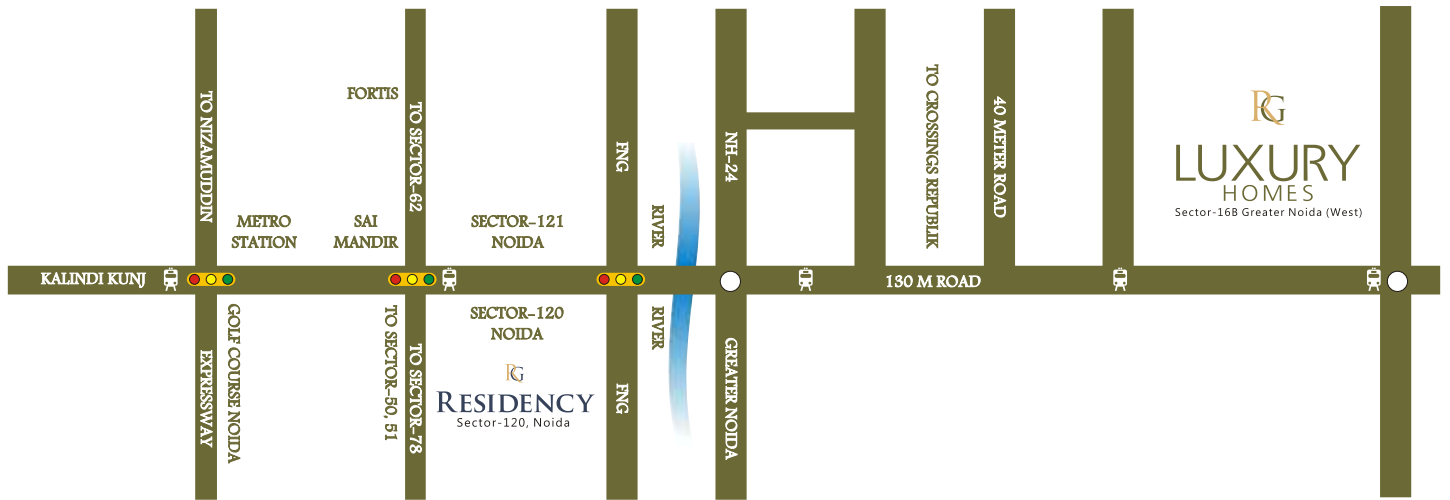 TO NIZAMUDDIN
FORTIS
TO SECTOR-62
FNG
NH-24
TO CROSSINGS REPUBLIK
40 METER ROAD
RG
LUXURY
HOMES
Sector-16B Greater Noida (West)
METRO
STATION
SAI
MANDIR
SECTOR-121
NOIDA
RIVER
KALINDI KUNJ
130 M ROAD
EXPRESSWAY
GOLF COURSE NOIDA
TO SECTOR-50, 51
TO SECTOR-78
SECTOR-120
NOIDA
RG
RESIDENCY
Sector-120, Noida
FNG
RIVER
GREATER NOIDA